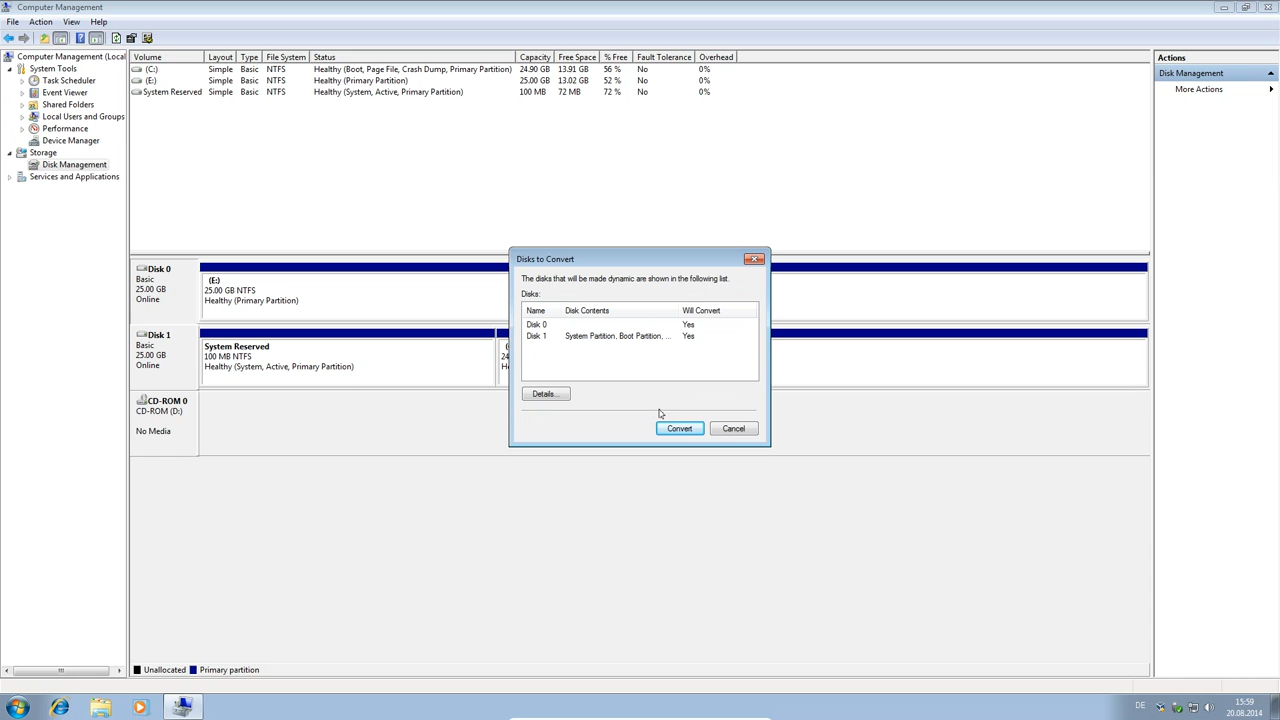 Computer Management
File Action View Help
Computer Management (Local
System Tools
Task Scheduler
Event Viewer
Shared Folders
Local Users and Groups
Performance
Device Manager
Storage
Disk Management
Services and Applications
Volume Layout Type File System Status Capacity Free Space % Free Fault Tolerance Overhead
(C:) Simple Basic NTFS Healthy (Boot, Page File, Crash Dump, Primary Partition) 24.90 GB 13.91 GB 56 % No 0%
(E:) Simple Basic NTFS Healthy (Primary Partition) 25.00 GB 13.02 GB 52 % No 0%
System Reserved Simple Basic NTFS Healthy (System, Active, Primary Partition) 100 MB 72 MB 72 % No 0%
Disk 0
Basic
25.00 GB
Online
(E:)
25.00 GB NTFS
Healthy (Primary Partition)
Disk 1
Basic
25.00 GB
Online
System Reserved
100 MB NTFS
Healthy (System, Active, Primary Partition)
(
24
H
CD-ROM 0
CD-ROM (D:)
No Media
Disks to Convert
The disks that will be made dynamic are shown in the following list.
Disks:
Name Disk Contents Will Convert
Disk 0 Yes
Disk 1 System Partition, Boot Partition, ... Yes
Details...
Convert Cancel
Actions
Disk Management
More Actions
Unallocated Primary partition
DE
15:59
20.08.2014